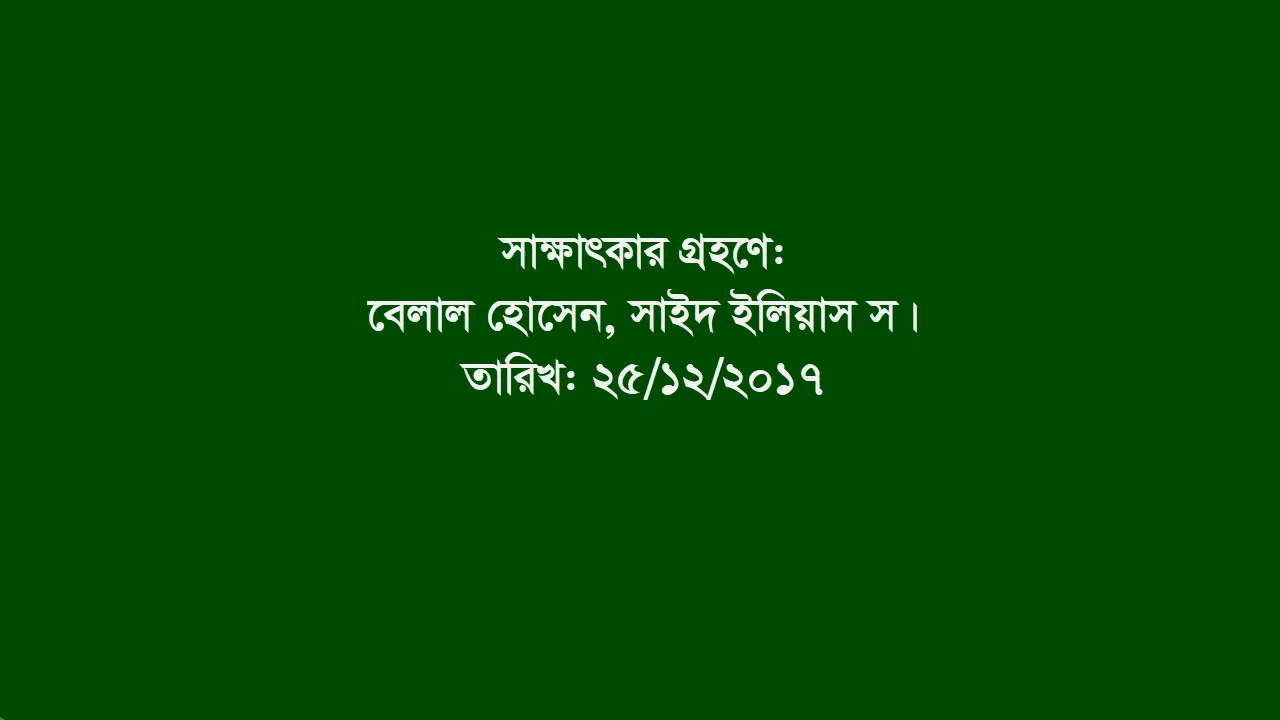 সাক্ষাৎকার গ্রহণে:
বেলাল হোসেন, সাইদ ইলিয়াস স।
তারিখ: ২৫/১২/২০১৭